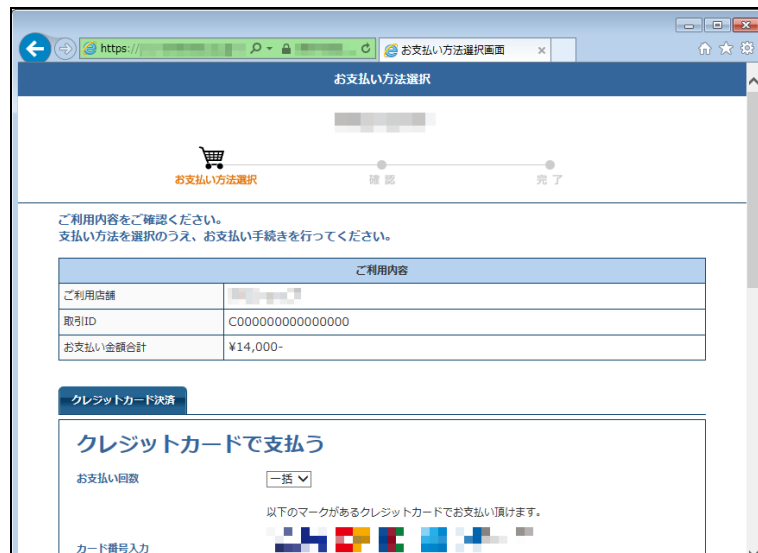 https://
お支払い方法選択画面
お支払い方法選択
お支払い方法選択
確認
完了
ご利用内容をご確認ください。
支払い方法を選択のうえ、お支払い手続きを行ってください。
ご利用内容
ご利用店舗
取引ID
C000000000000000
お支払い金額合計
¥14,000-
クレジットカード決済
クレジットカードで支払う
お支払い回数
一括
以下のマークがあるクレジットカードでお支払い頂けます。
カード番号入力